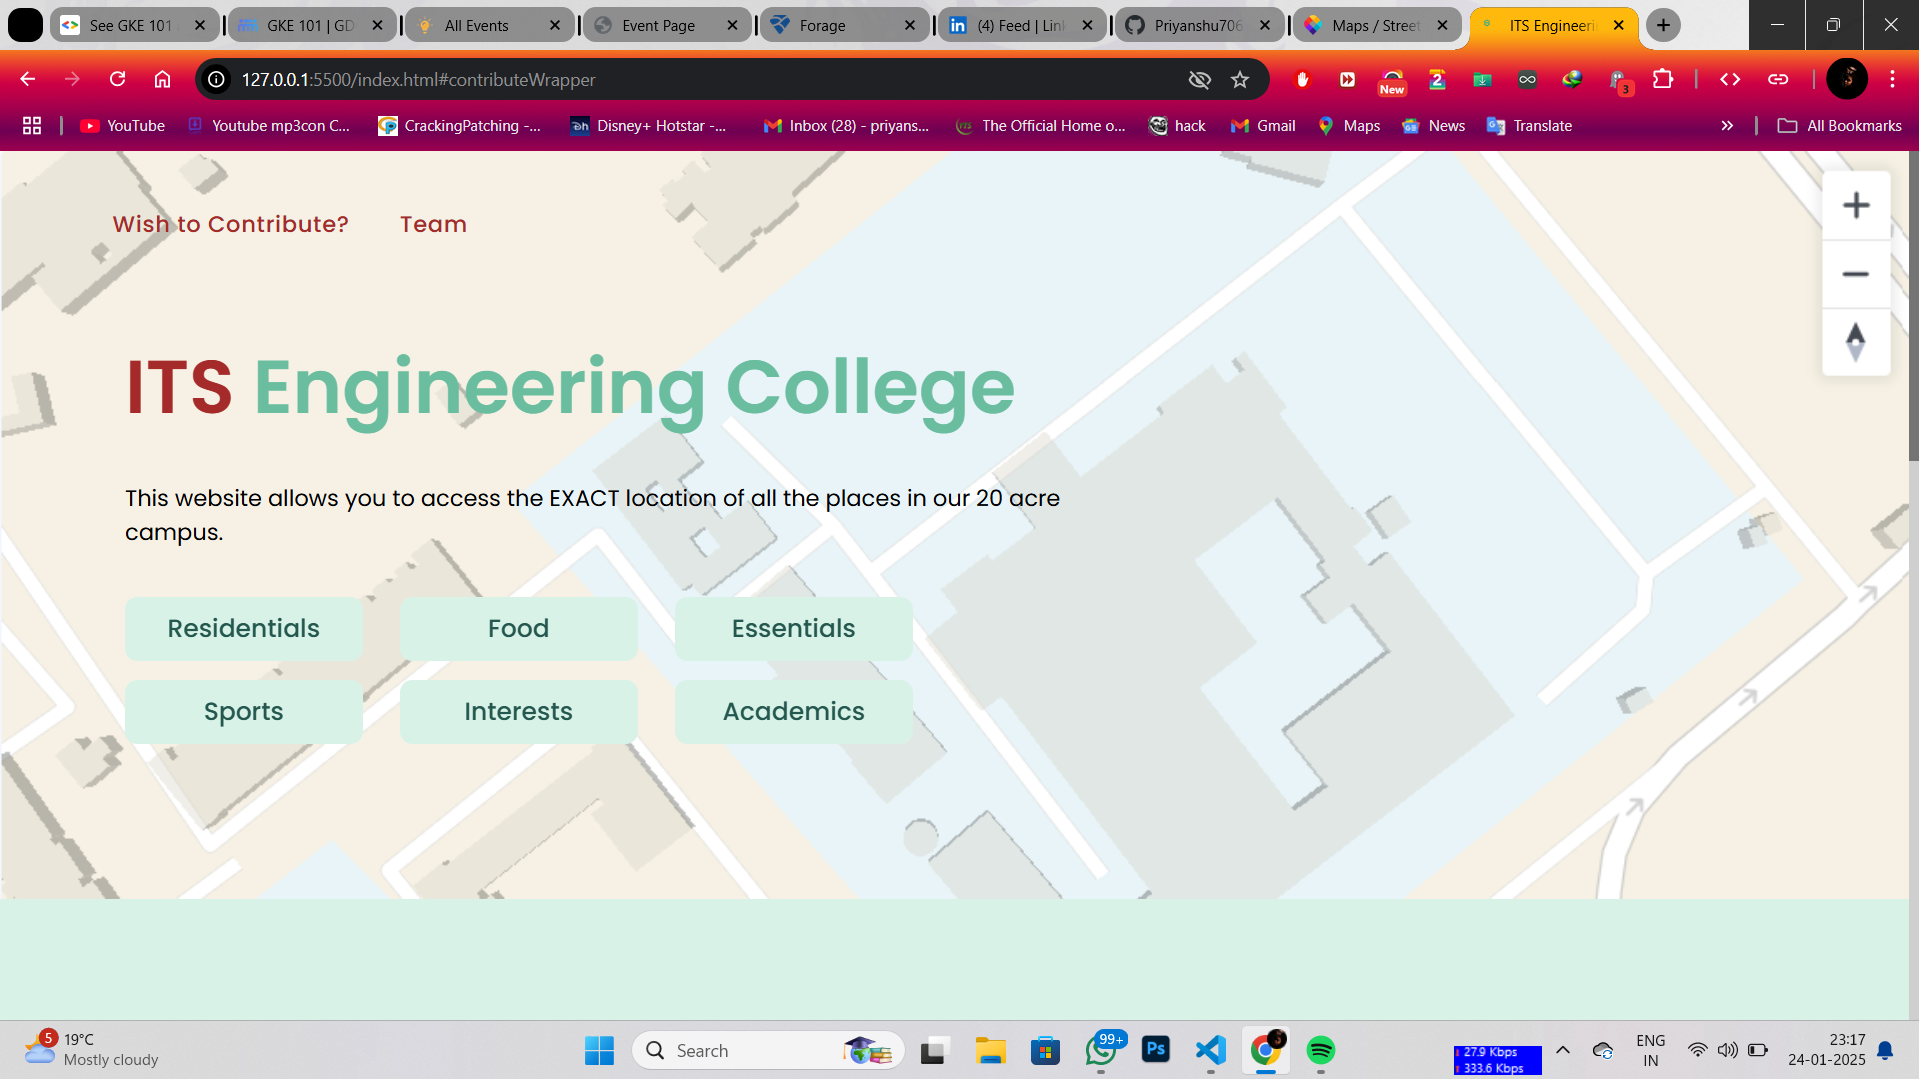 See GKE 101
GKE 101 | GD
All Events
Event Page
Forage
(4) Feed | Lin
Priyanshu706
Maps / Street
ITS Engineeri
127.0.0.1:5500/index.html#contributeWrapper
New
2
3
YouTube
Youtube mp3con C...
CrackingPatching -...
Disney+ Hotstar -...
Inbox (28) - priyans...
The Official Home o...
hack
Gmail
Maps
News
Translate
All Bookmarks
Wish to Contribute?
Team
ITS Engineering College
This website allows you to access the EXACT location of all the places in our 20 acre
campus.
Residentials
Food
Essentials
Sports
Interests
Academics
5
19°C
Mostly cloudy
Search
99+
Ps
27.9 Kbps
333.6 Kbps
ENG
IN
23:17
24-01-2025